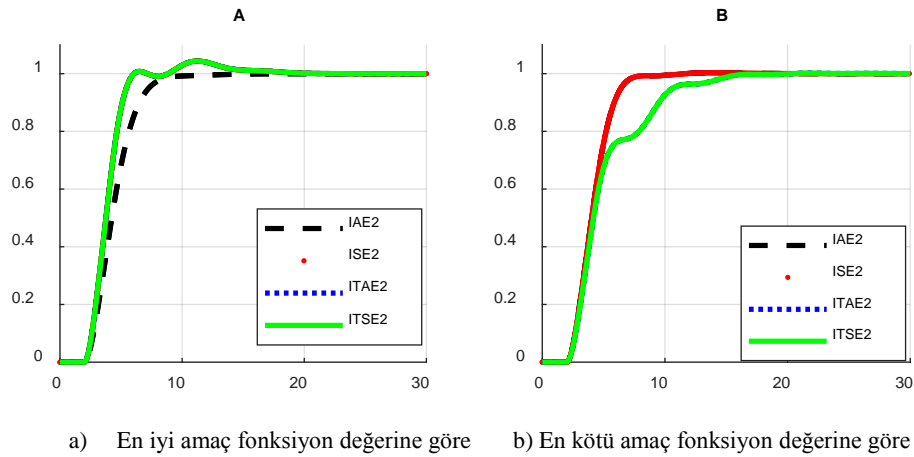 A
1
0.8
0.6
0.4
0.2
0
0
10
20
30
IAE2
ISE2
ITAE2
ITSE2
B
1
0.8
0.6
0.4
0.2
0
0
10
20
30
IAE2
ISE2
ITAE2
ITSE2
a) En iyi amaç fonksiyon değerine göre
b) En kötü amaç fonksiyon değerine göre